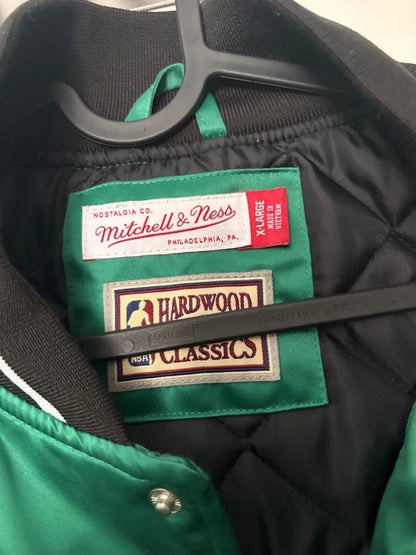 NOSTALGIA CO.
Mitchell & Ness
PHILADELPHIA, PA.
X-LARGE
MADE IN
VIETNAM
HARDWOOD
NBA
CLASSICS